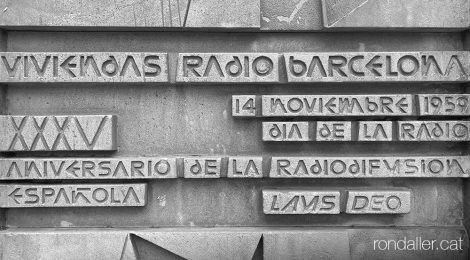 VIVIENDAS RADIO BARCELONA
14 NOVIEMBRE 1959
DIA DE LA RADIO
XXXV
ANIVERSARIO DE LA RADIODIFUSION
ESPAÑOLA
LAUS DEO
rondaller.cat